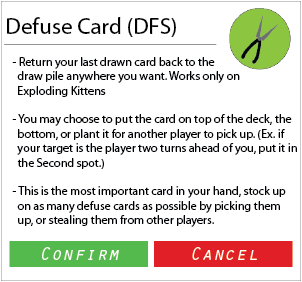 Defuse Card (DFS)
- Return your last drawn card back to the
draw pile anywhere you want. Works only on
Exploding Kittens
- You may choose to put the card on top of the deck, the
bottom, or plant it for another player to pick up. (Ex. if
your target is the player two turns ahead of you, put it in
the Second spot.)
- This is the most important card in your hand, stock up
on as many defuse cards as possible by picking them
up, or stealing them from other players.
Confirm Cancel